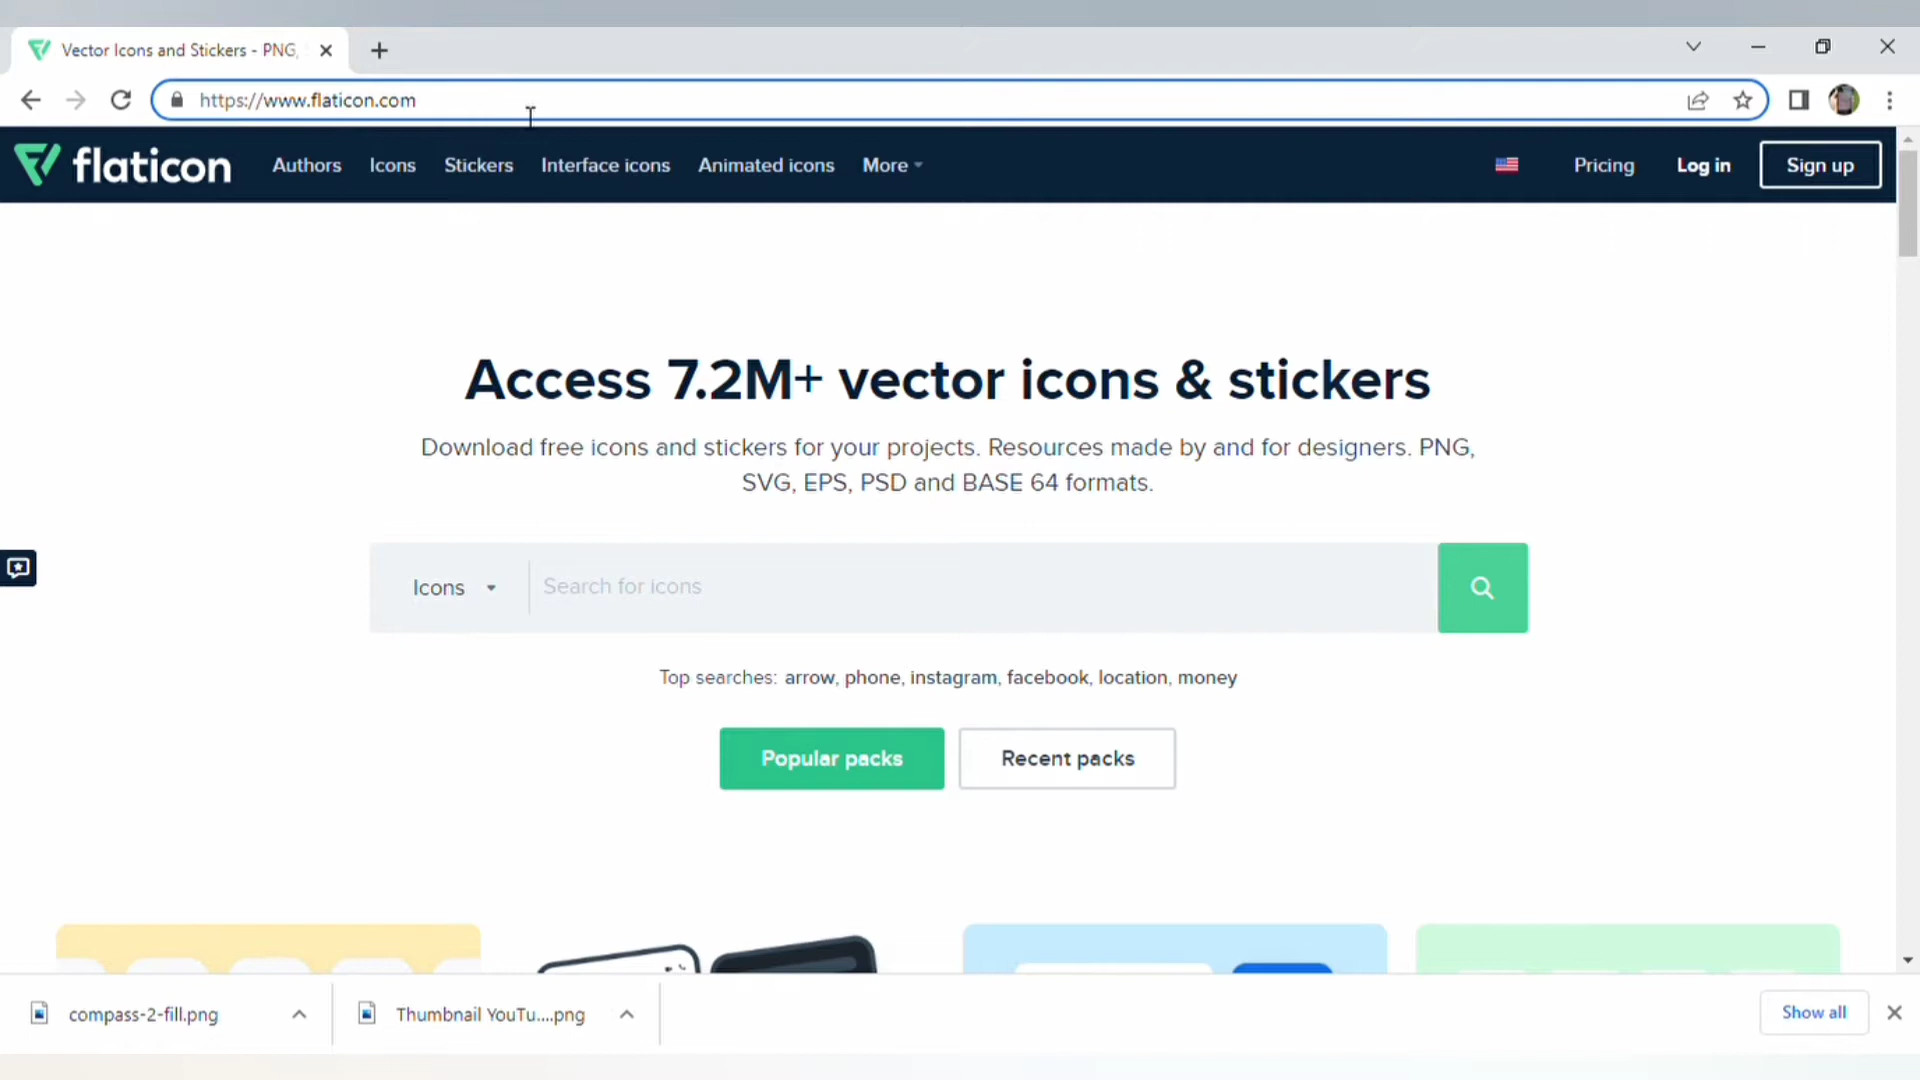 Vector Icons and Stickers - PNG,
https://www.flaticon.com
flaticon Authors Icons Stickers Interface icons Animated icons More Pricing Log in Sign up
Access 7.2M+ vector icons & stickers
Download free icons and stickers for your projects. Resources made by and for designers. PNG,
SVG, EPS, PSD and BASE 64 formats.
Icons Search for icons
Top searches: arrow, phone, instagram, facebook, location, money
Popular packs Recent packs
compass-2-fill.png Thumbnail YouTu....png Show all